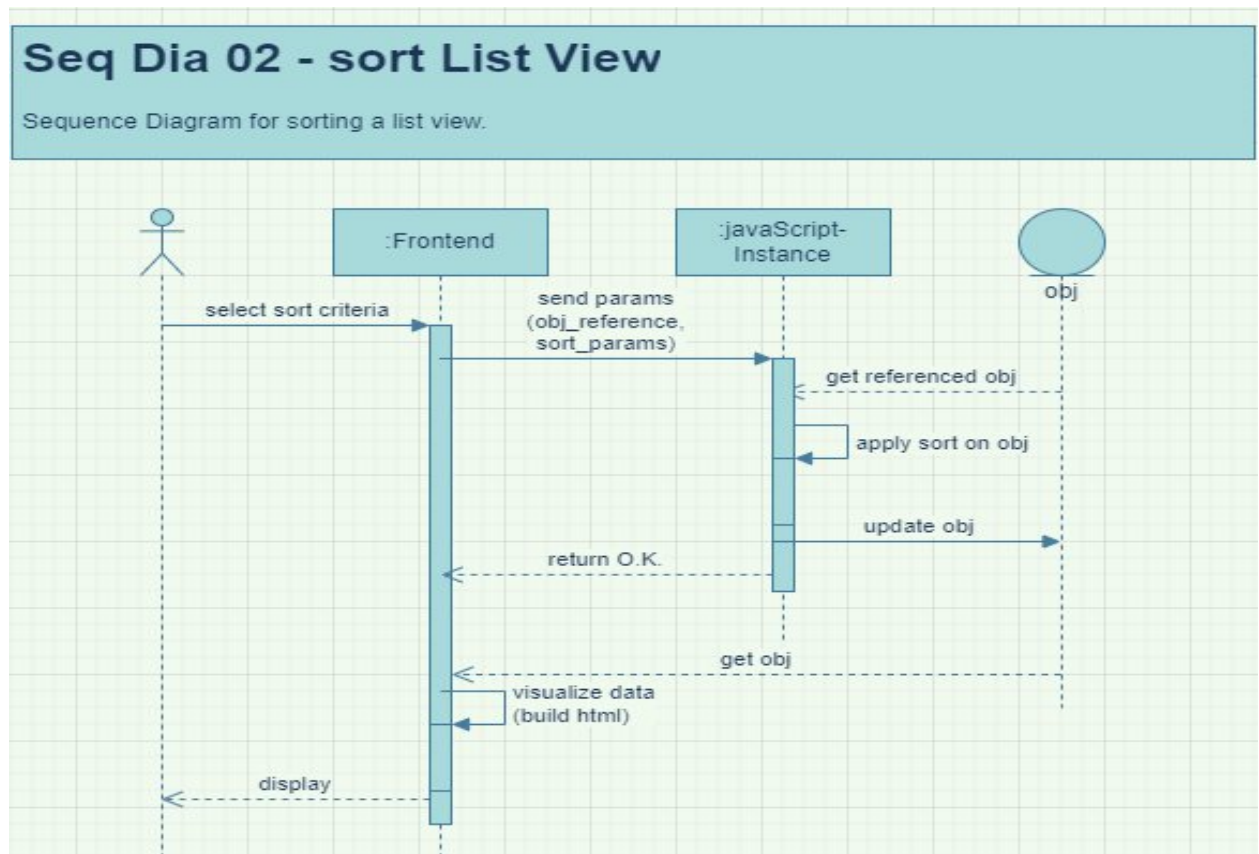 Seq Dia 02 - sort List View
Sequence Diagram for sorting a list view.
:Frontend
:javaScript-
Instance
obj
select sort criteria
send params
(obj_reference,
sort_params)
get referenced obj
apply sort on obj
update obj
return O.K.
get obj
visualize data
(build html)
display